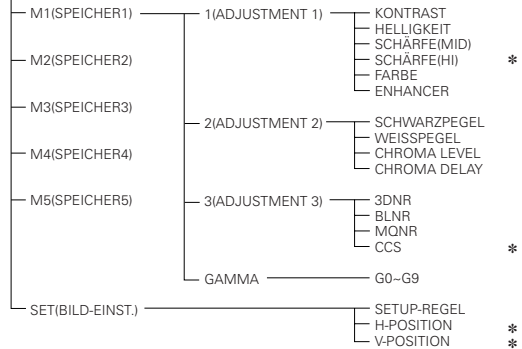 M1(SPEICHER1) 1(ADJUSTMENT 1) KONTRAST
HELLIGKEIT
SCHÄRFE(MID)
SCHÄRFE(HI) *
FARBE
ENHANCER
M2(SPEICHER2)
M3(SPEICHER3)
M4(SPEICHER4)
M5(SPEICHER5)
2(ADJUSTMENT 2) SCHWARZPEGEL
WEISSPEGEL
CHROMA LEVEL
CHROMA DELAY
3(ADJUSTMENT 3) 3DNR
BLNR
MQNR
CCS *
GAMMA G0~G9
SET(BILD-EINST.) SETUP-REGEL
H-POSITION *
V-POSITION *